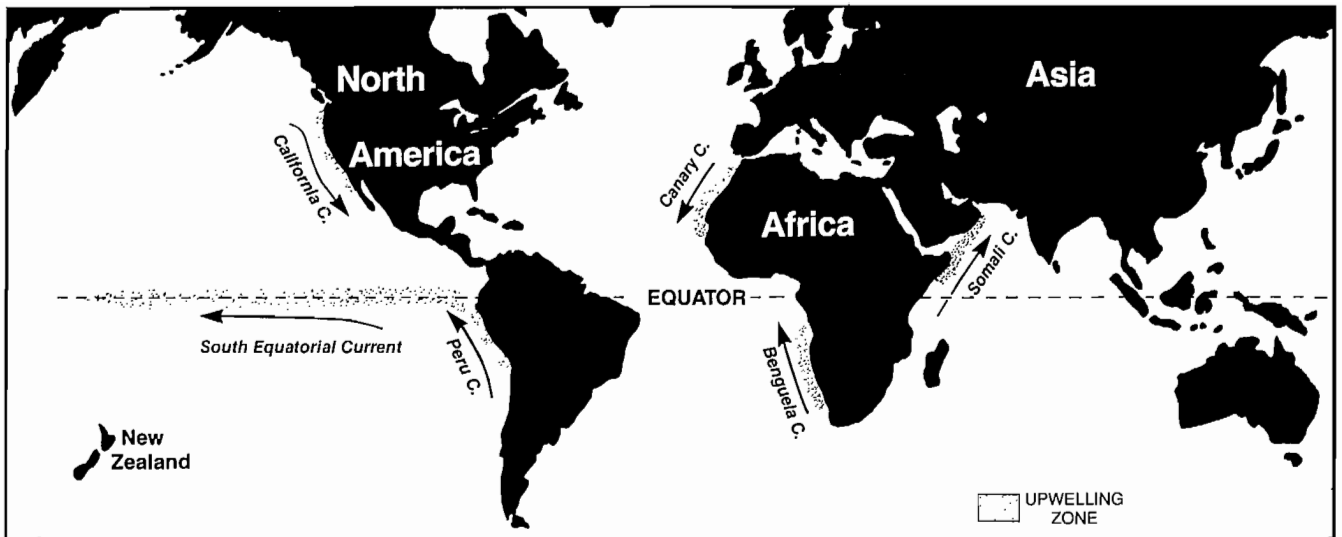 North
America
Asia
Africa
California C.
Canary C.
Somali C.
EQUATOR
South Equatorial Current
Peru C.
Benguela C.
New
Zealand
UPWELLING
ZONE